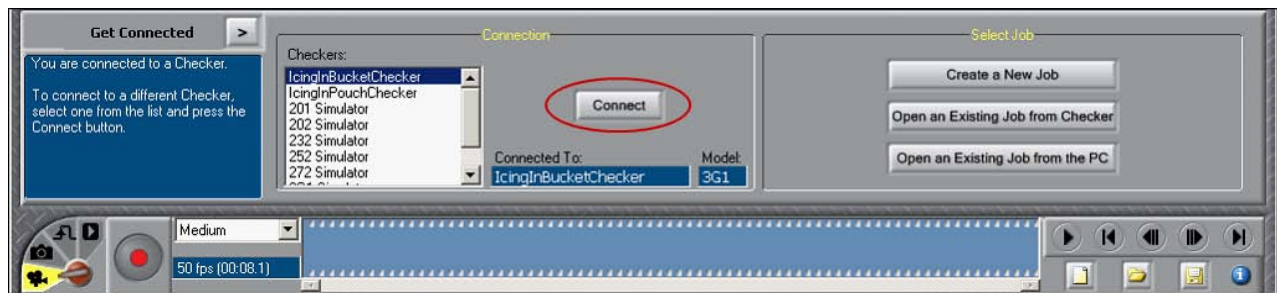 Get Connected >
You are connected to a Checker.
To connect to a different Checker,
select one from the list and press the
Connect button.
Connection
Checkers:
IcingInBucketChecker
IcingInPouchChecker
201 Simulator
202 Simulator
232 Simulator
252 Simulator
272 Simulator
Connect
Connected To:
IcingInBucketChecker
Model:
3G1
Select Job
Create a New Job
Open an Existing Job from Checker
Open an Existing Job from the PC
Medium
50 fps (00:08.1)